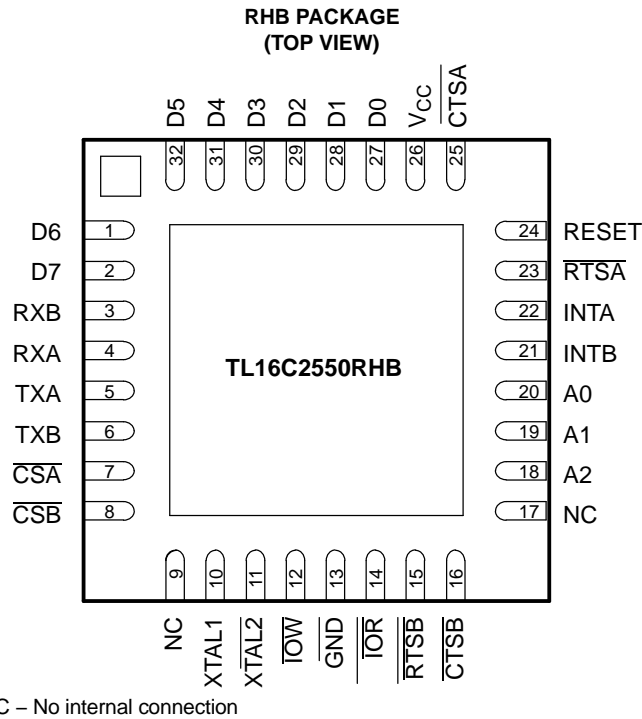 RHB PACKAGE
(TOP VIEW)
D5 D4 D3 D2 D1 D0 VCC CTSA
32 31 30 29 28 27 26 25
D6 1 24 RESET
D7 2 23 RTSA
RXB 3 22 INTA
RXA 4 21 INTB
TXA 5 20 A0
TXB 6 19 A1
CSA 7 18 A2
CSB 8 17 NC
TL16C2550RHB
9 10 11 12 13 14 15 16
NC XTAL1 XTAL2 IOW GND IOR RTSB CTSB
C – No internal connection